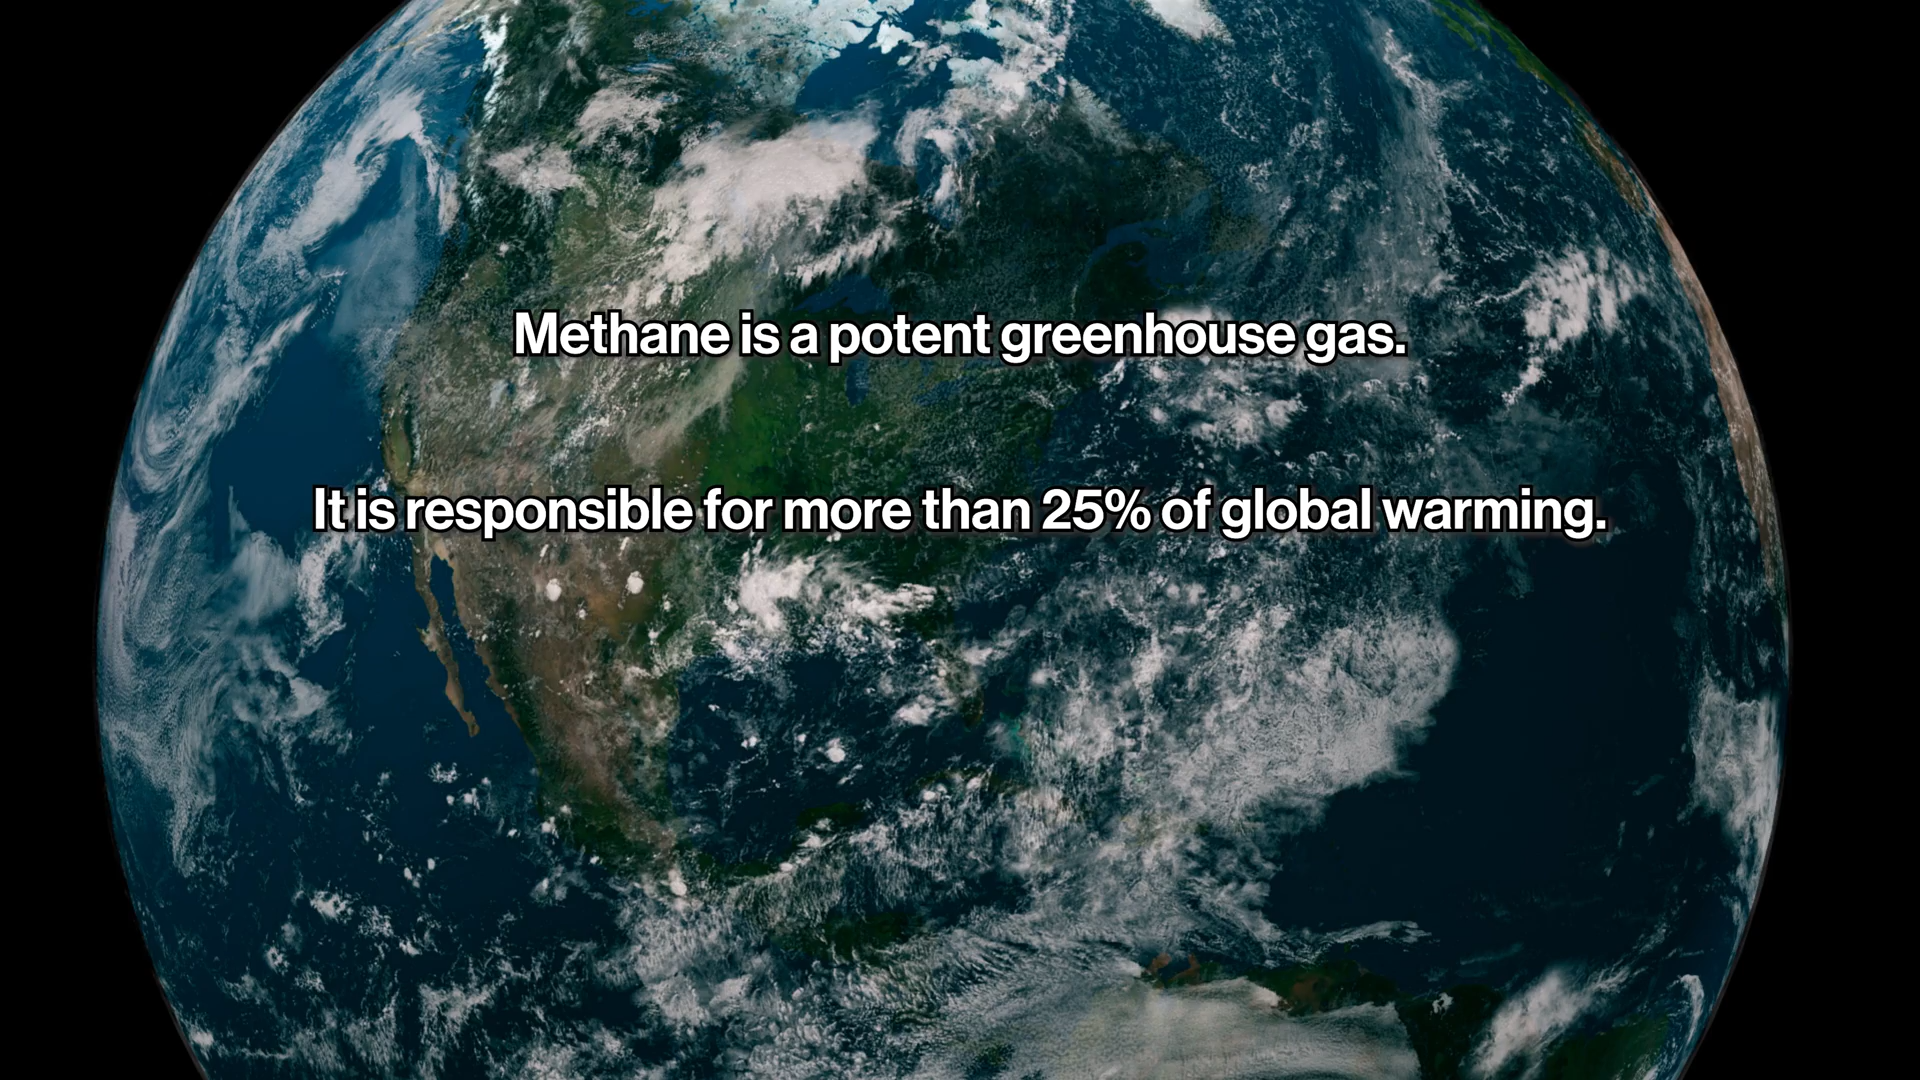 Methane is a potent greenhouse gas.
It is responsible for more than 25% of global warming.